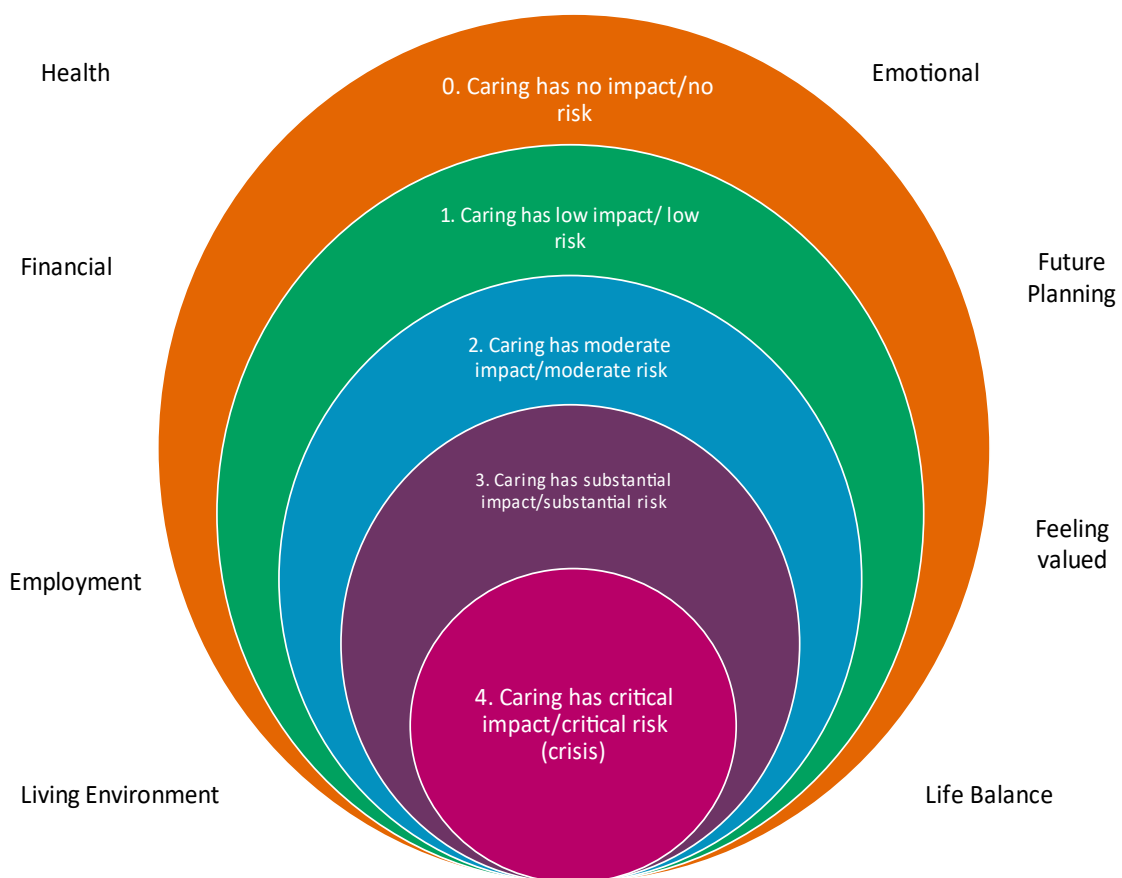 Health
Emotional
0. Caring has no impact/no
risk
1. Caring has low impact/ low
risk
Financial
Future
Planning
2. Caring has moderate
impact/moderate risk
3. Caring has substantial
impact/substantial risk
Feeling
valued
Employment
4. Caring has critical
impact/critical risk
(crisis)
Living Environment
Life Balance